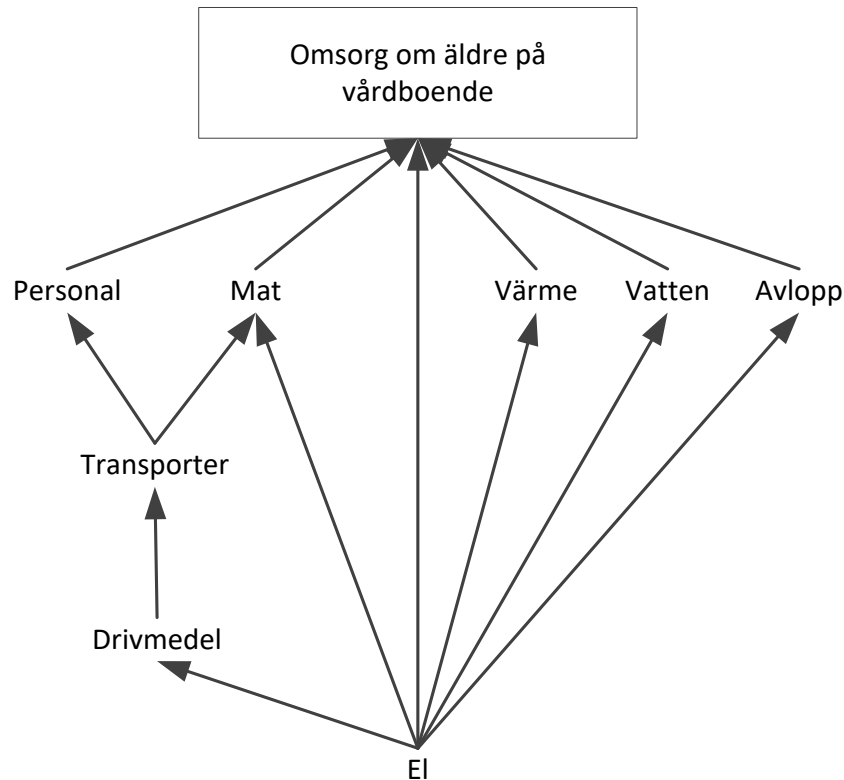 Omsorg om äldre på
vårdboende
Personal Mat Värme Vatten Avlopp
Transporter
Drivmedel
El